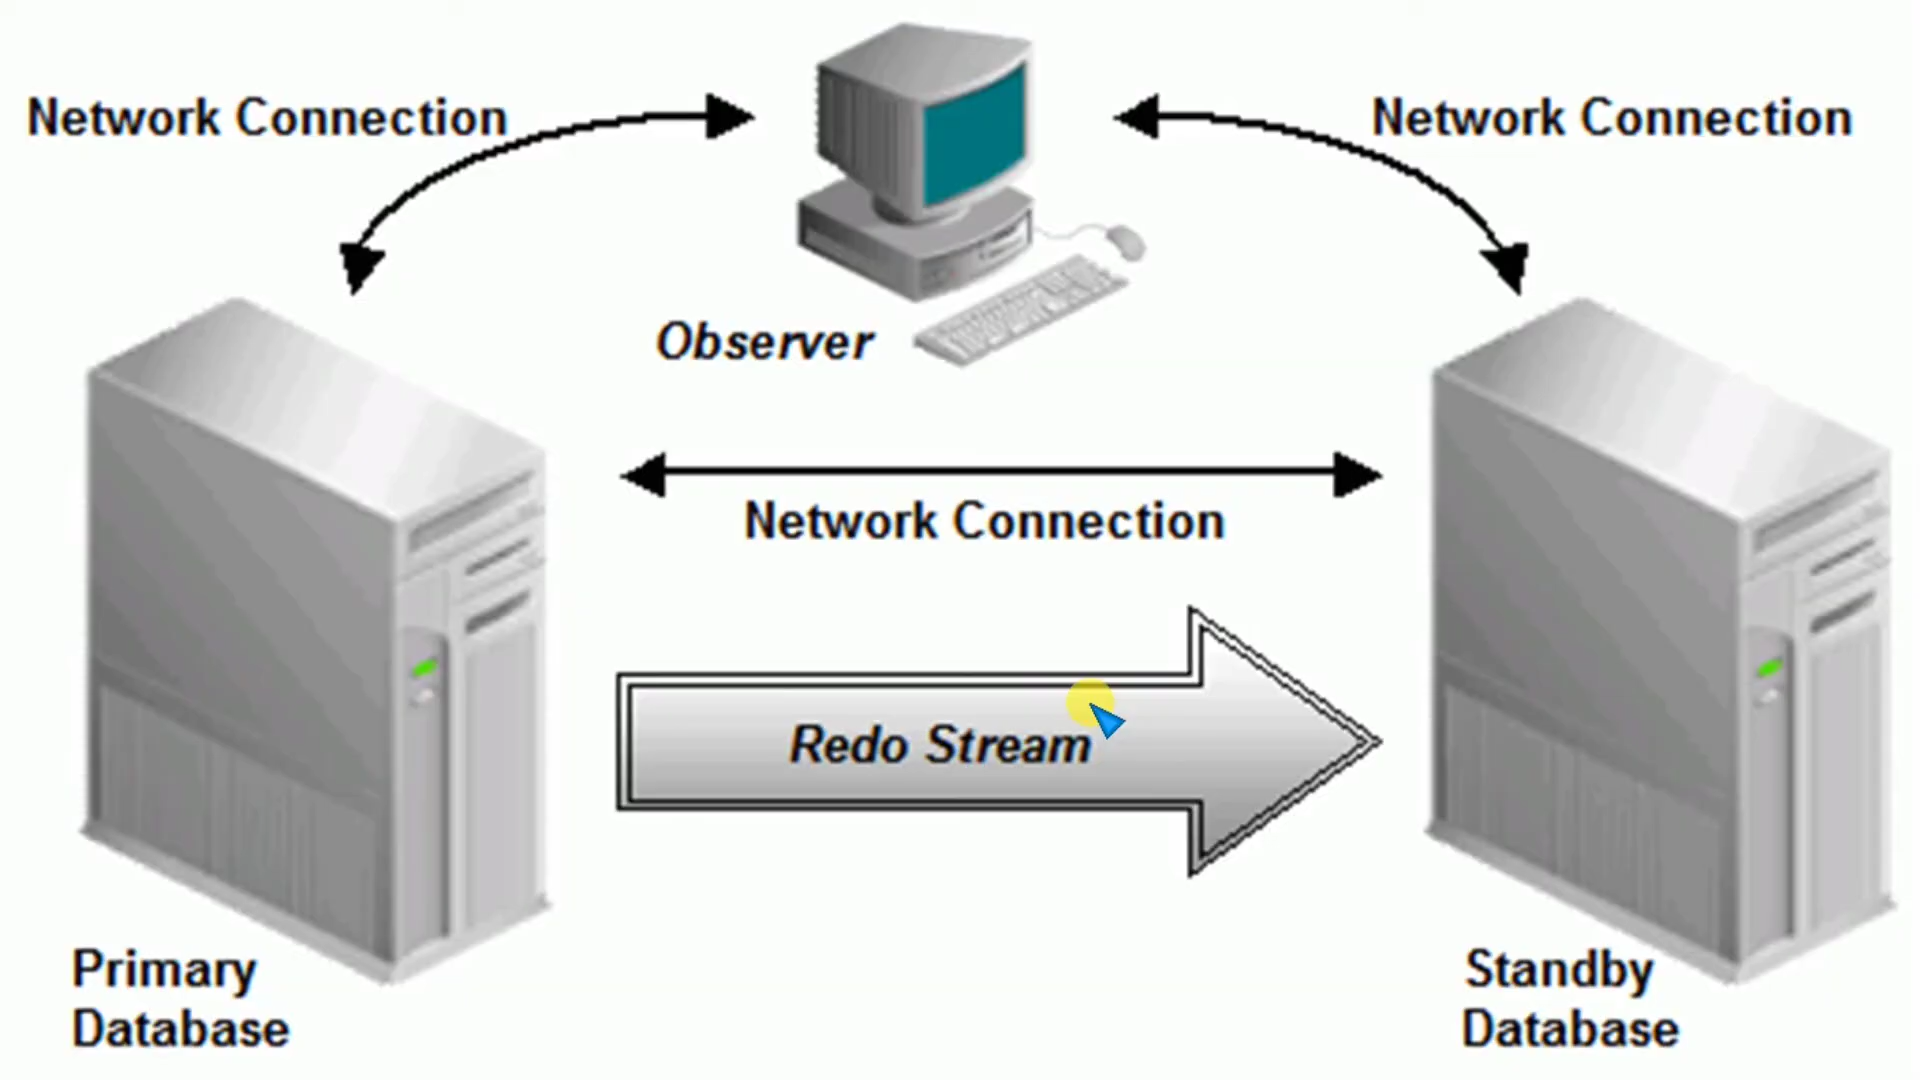 Network Connection
Network Connection
Observer
Network Connection
Redo Stream
Primary
Database
Standby
Database